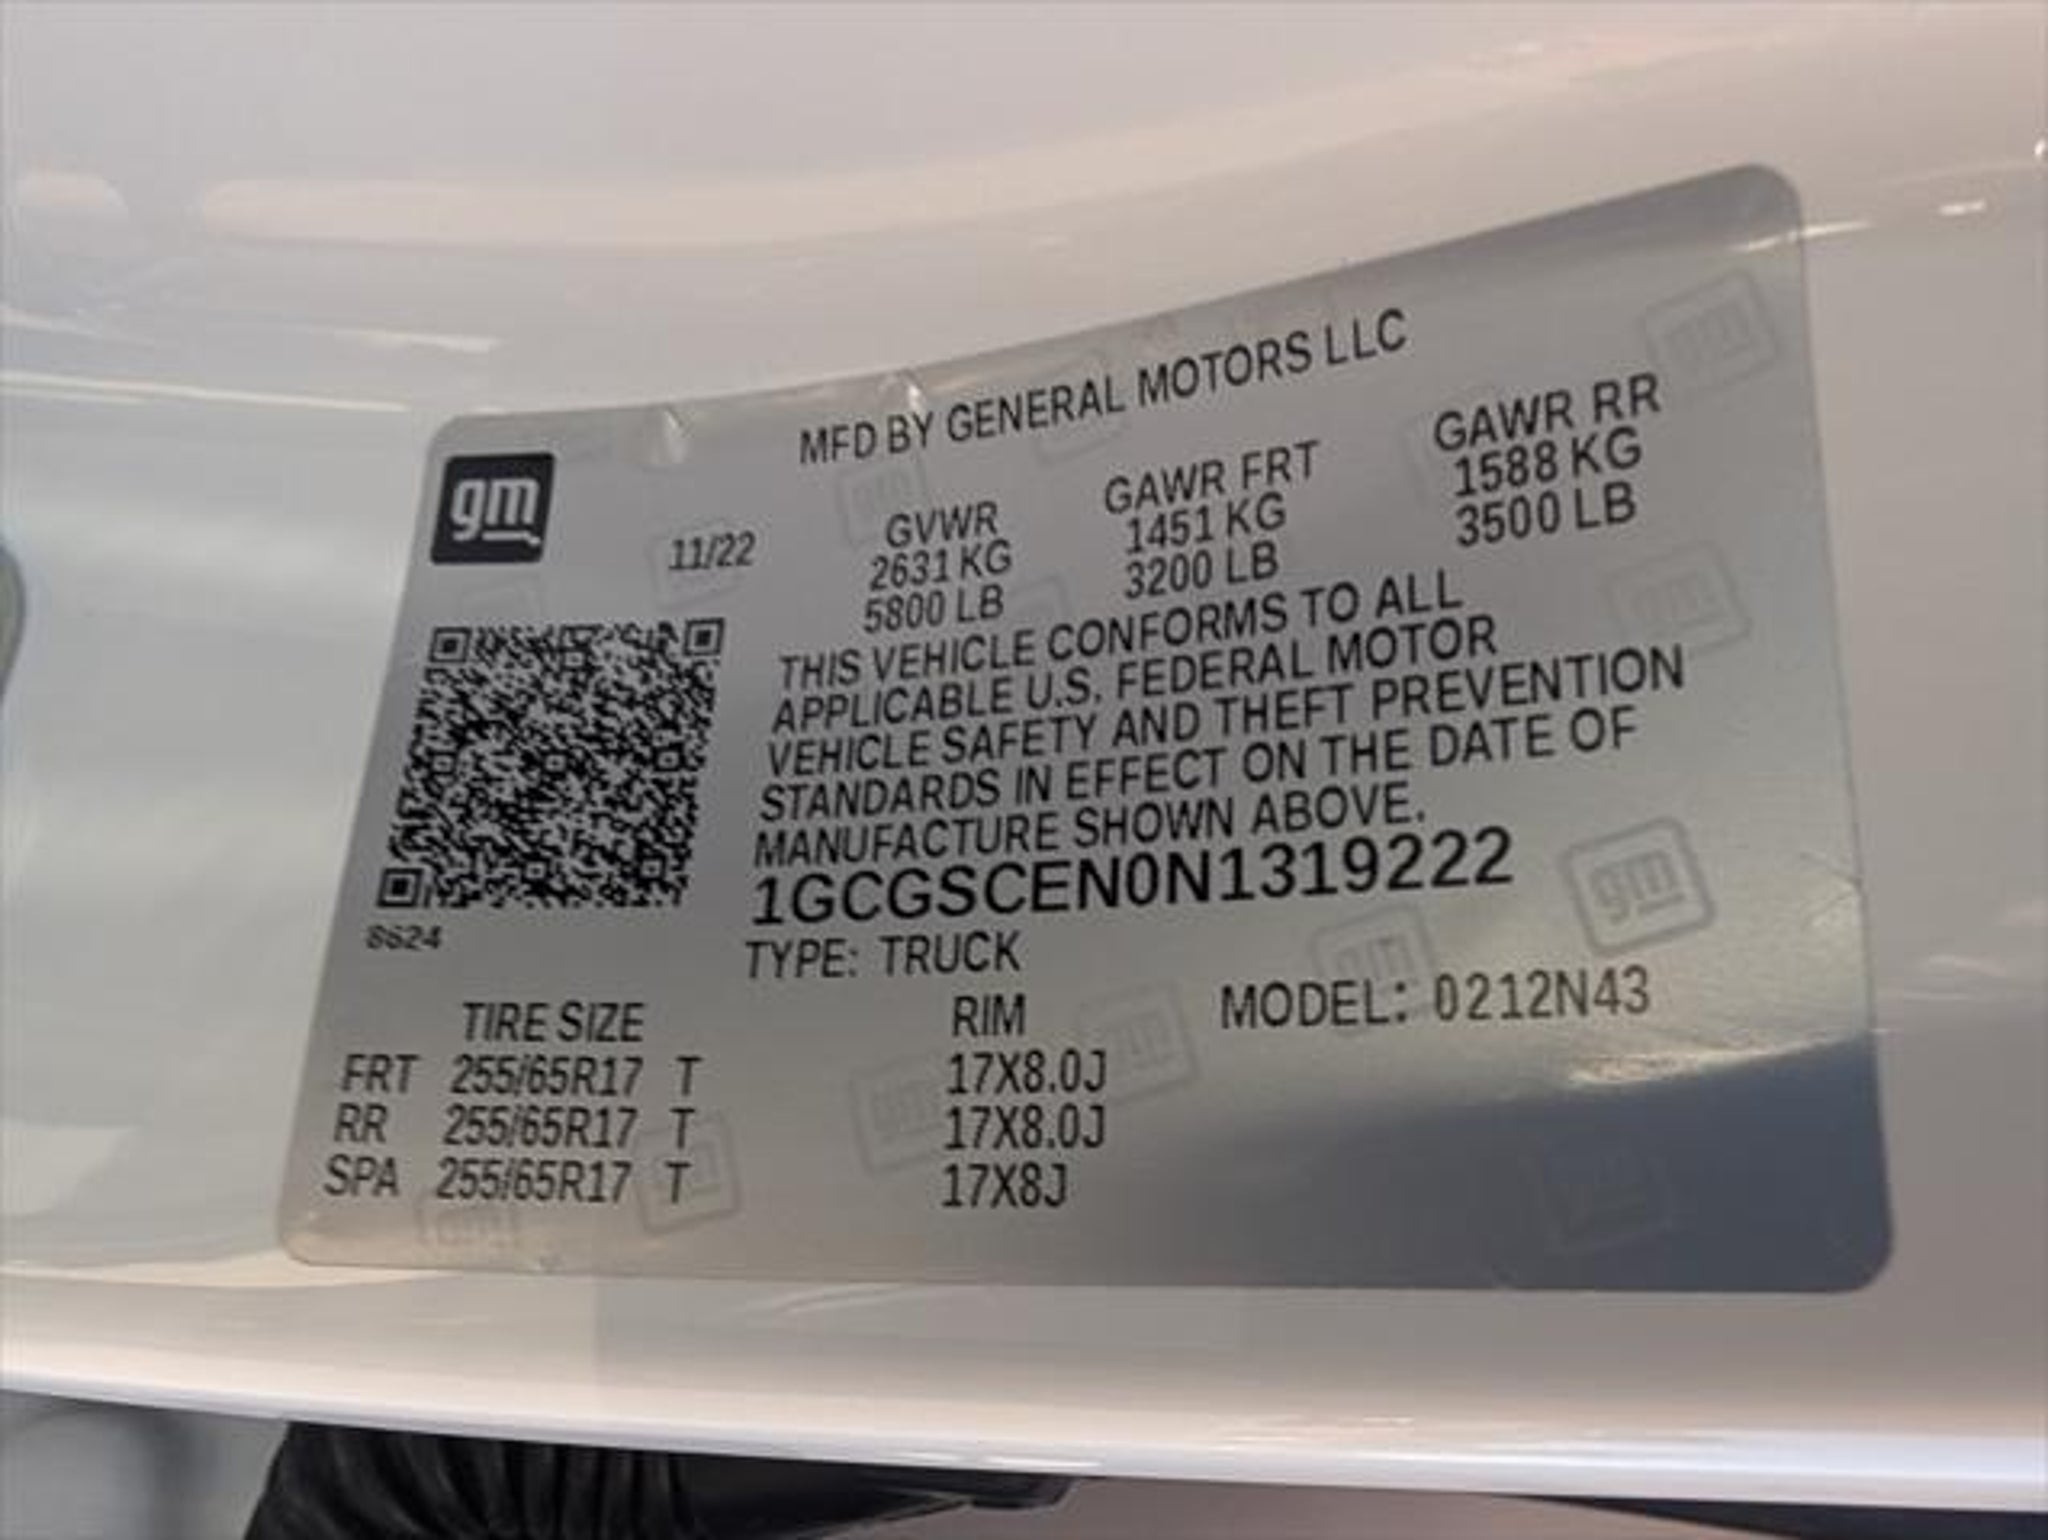 MFD BY GENERAL MOTORS LLC
gm
11/22
GVWR GAWR FRT GAWR RR
2631 KG 1451 KG 1588 KG
5800 LB 3200 LB 3500 LB
THIS VEHICLE CONFORMS TO ALL
APPLICABLE U.S. FEDERAL MOTOR
VEHICLE SAFETY AND THEFT PREVENTION
STANDARDS IN EFFECT ON THE DATE OF
MANUFACTURE SHOWN ABOVE.
1GCGSCEN0N1319222
8624
TYPE: TRUCK
TIRE SIZE RIM MODEL: 0212N43
FRT 255/65R17 T 17X8.0J
RR 255/65R17 T 17X8.0J
SPA 255/65R17 T 17X8J